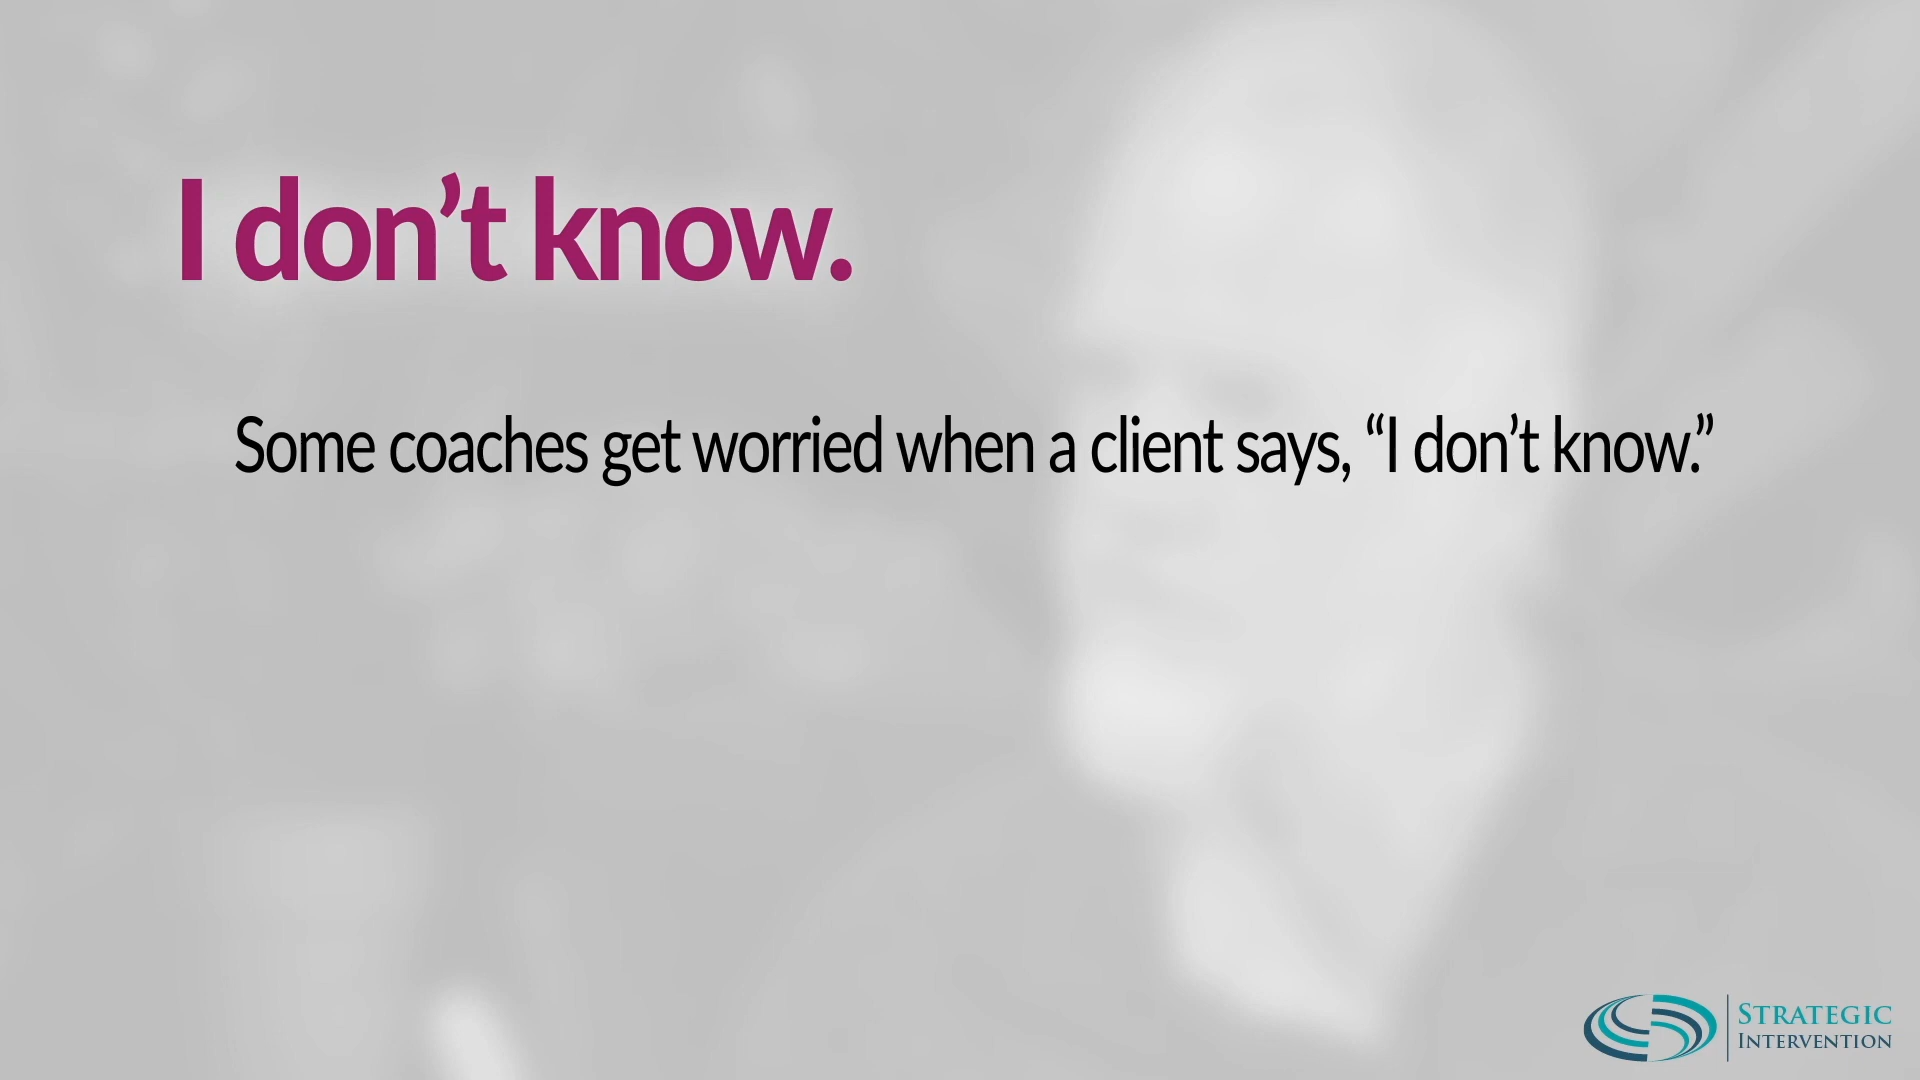 I don’t know.
Some coaches get worried when a client says, “I don’t know.”
STRATEGIC
INTERVENTION